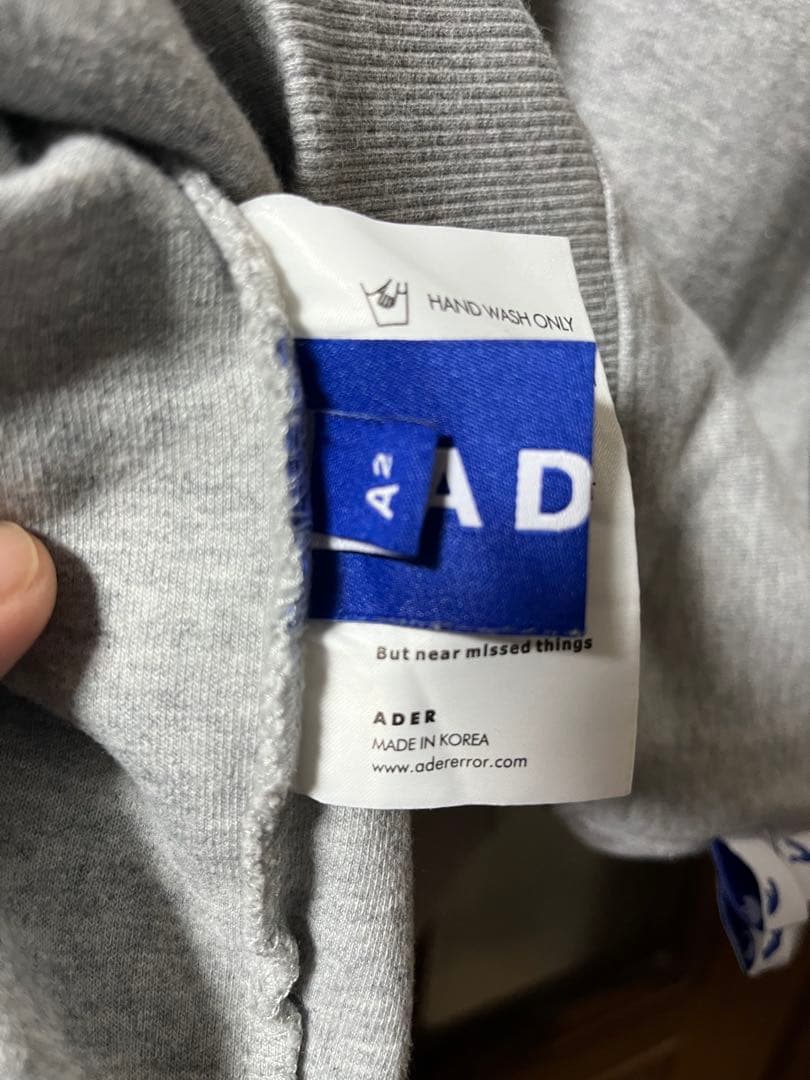 HAND WASH ONLY
A2
AD
But near missed things
ADER
MADE IN KOREA
www.adererror.com